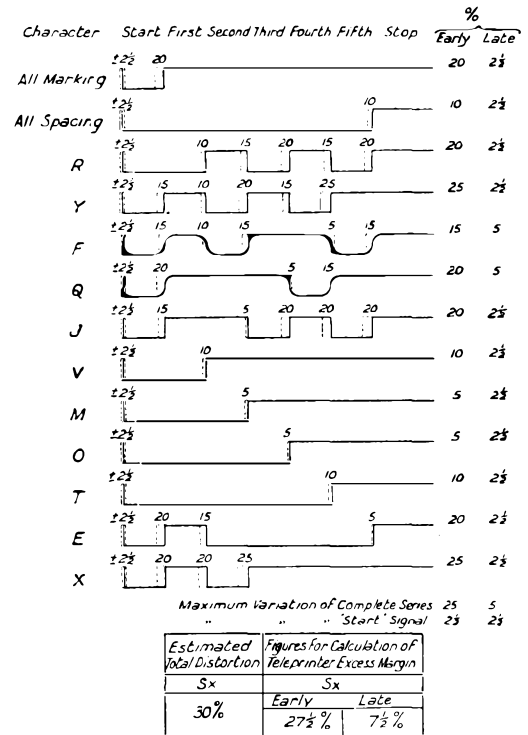 %
Character Start First Second Third Fourth Fifth Stop Early Late
±2½ 20
All Marking 20 2½
±2½ 10
All Spacing 10 2½
±2½ 10 15 20 15 20
R 20 2½
±2½ 15 10 20 15 25
Y 25 2½
±2½ 15 10 15 5 15
F 15 5
±2½ 20 5 15
Q 20 5
±2½ 15 5 20 20 20
J 20 2½
±2½ 10
V 10 2½
±2½ 5
M 5 2½
±2½ 5
O 5 2½
±2½ 10
T 10 2½
±2½ 20 15 5
E 20 2½
±2½ 20 20 25
X 25 2½
Maximum Variation of Complete Series 25 5
" " "Start" Signal 2½ 2½
Estimated Figures For Calculation of
Total Distortion Teleprinter Excess Margin
Sx Sx
Early Late
30% 27½% 7½%